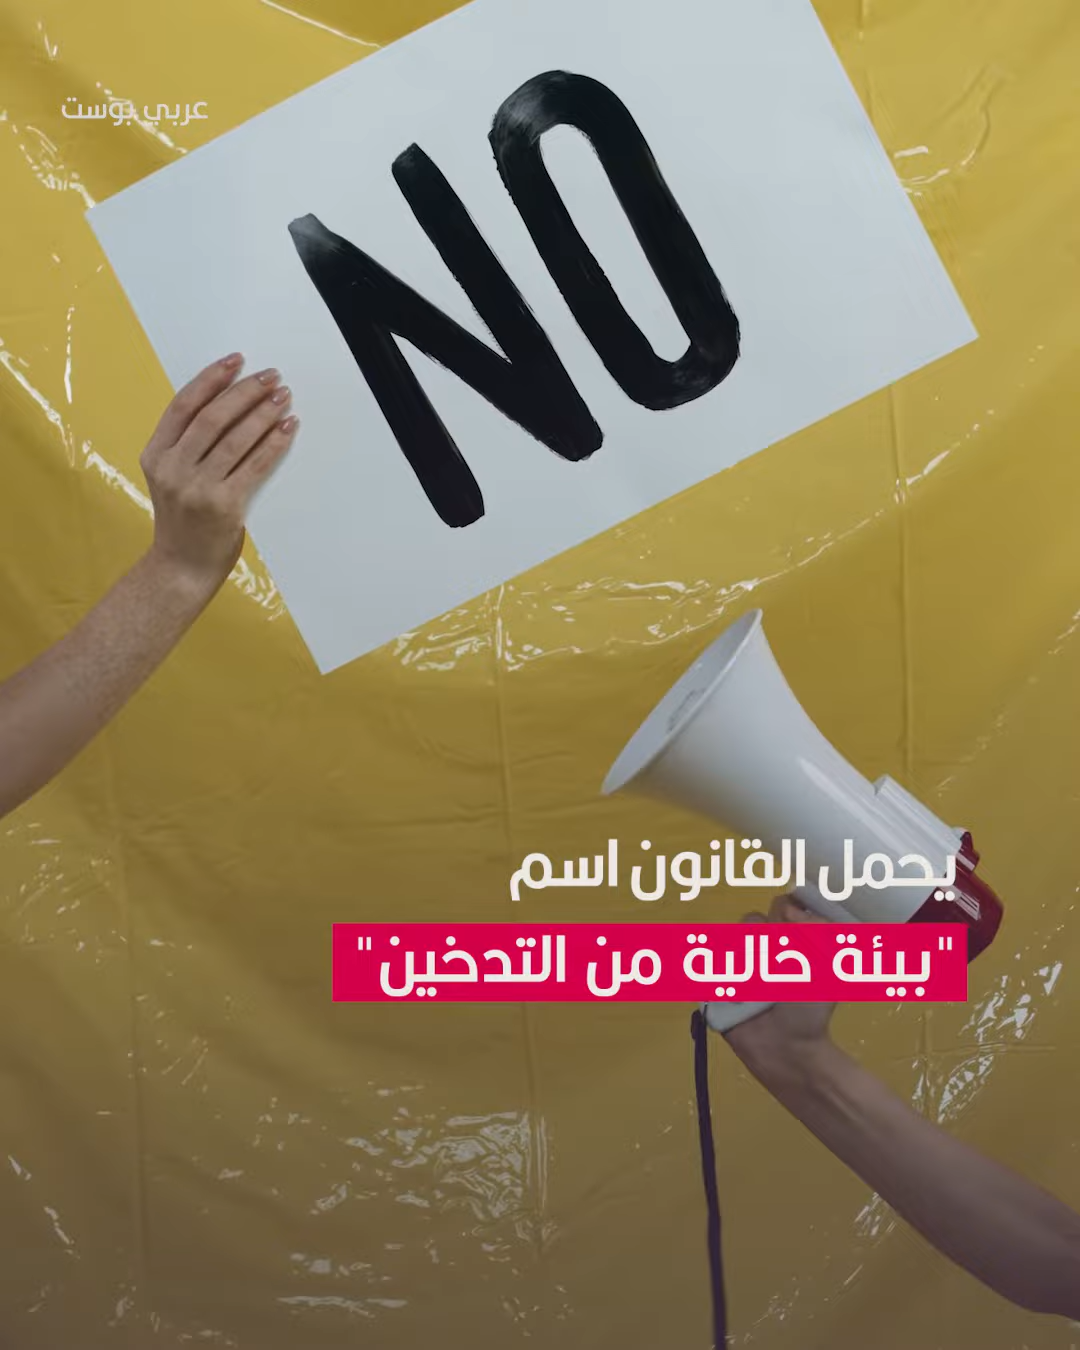 عربي بوست
NO
يحمل القانون اسم
"بيئة خالية من التدخين"